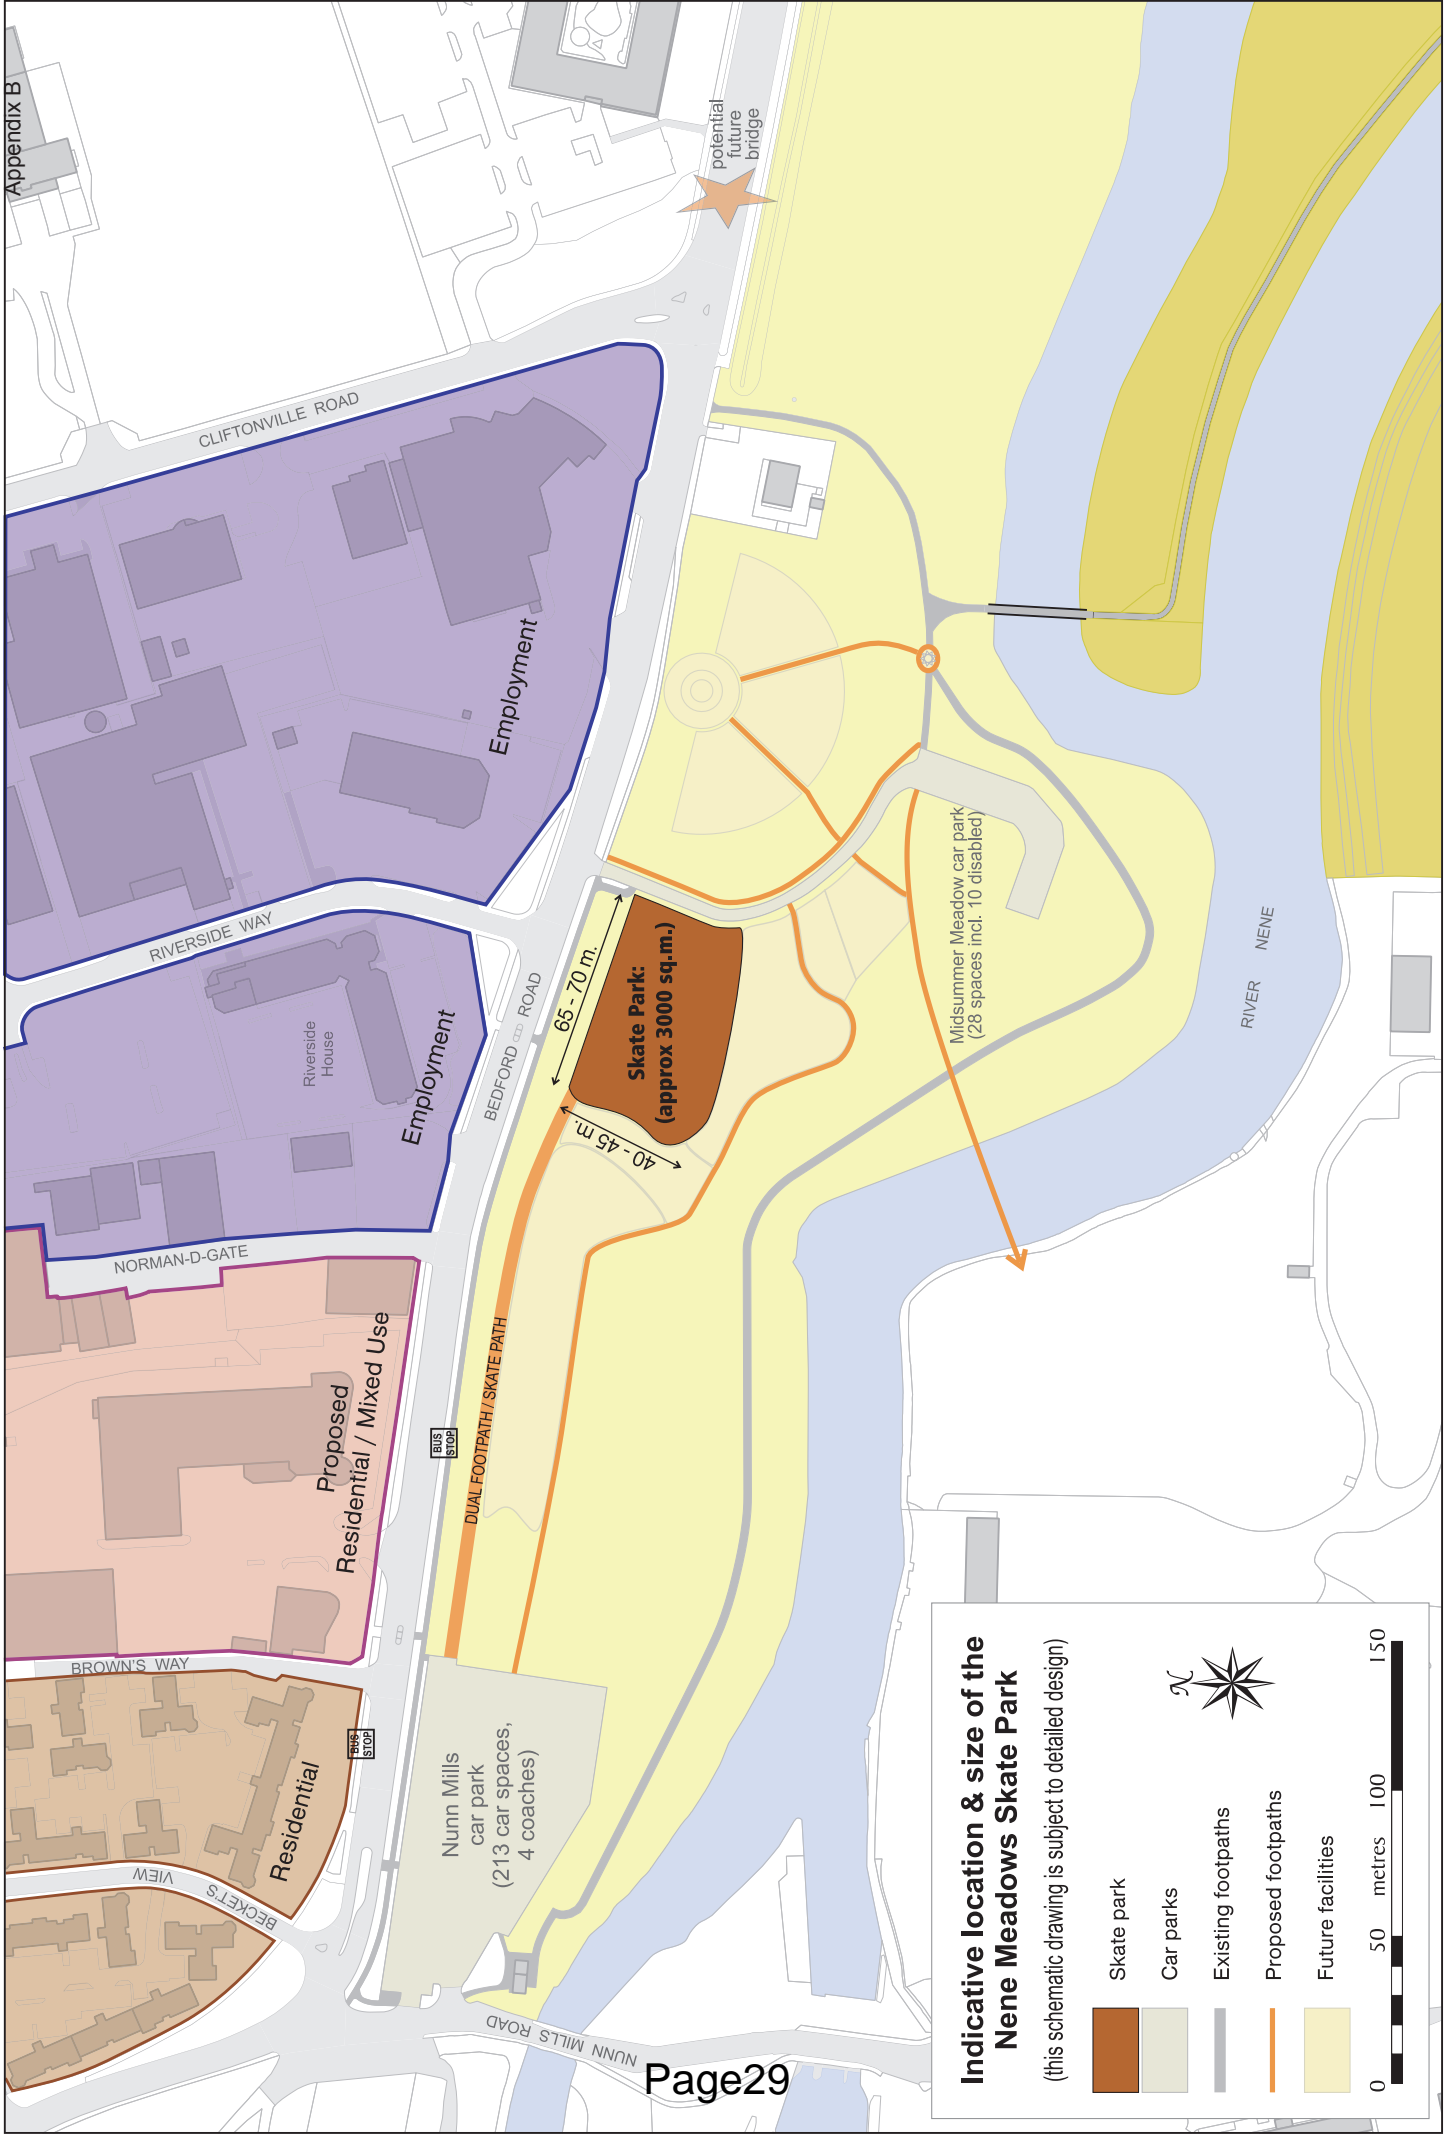 Appendix B
CLIFTONVILLE ROAD
potential
future
bridge
Employment
RIVERSIDE WAY
Riverside
House
Employment
BEDFORD ROAD
NORMAN-D-GATE
65 - 70 m.
Skate Park:
(approx 3000 sq.m.)
40 - 45 m.
Midsummer Meadow car park
(28 spaces incl. 10 disabled)
RIVER NENE
Proposed
Residential / Mixed Use
BUS
STOP
DUAL FOOTPATH / SKATE PATH
BROWN'S WAY
BUS
STOP
Residential
BECKET'S VIEW
Nunn Mills
car park
(213 car spaces,
4 coaches)
NUNN MILLS ROAD
Indicative location & size of the
Nene Meadows Skate Park
(this schematic drawing is subject to detailed design)
Skate park
Car parks
Existing footpaths
Proposed footpaths
Future facilities
N
0 50 metres 100 150
Page29